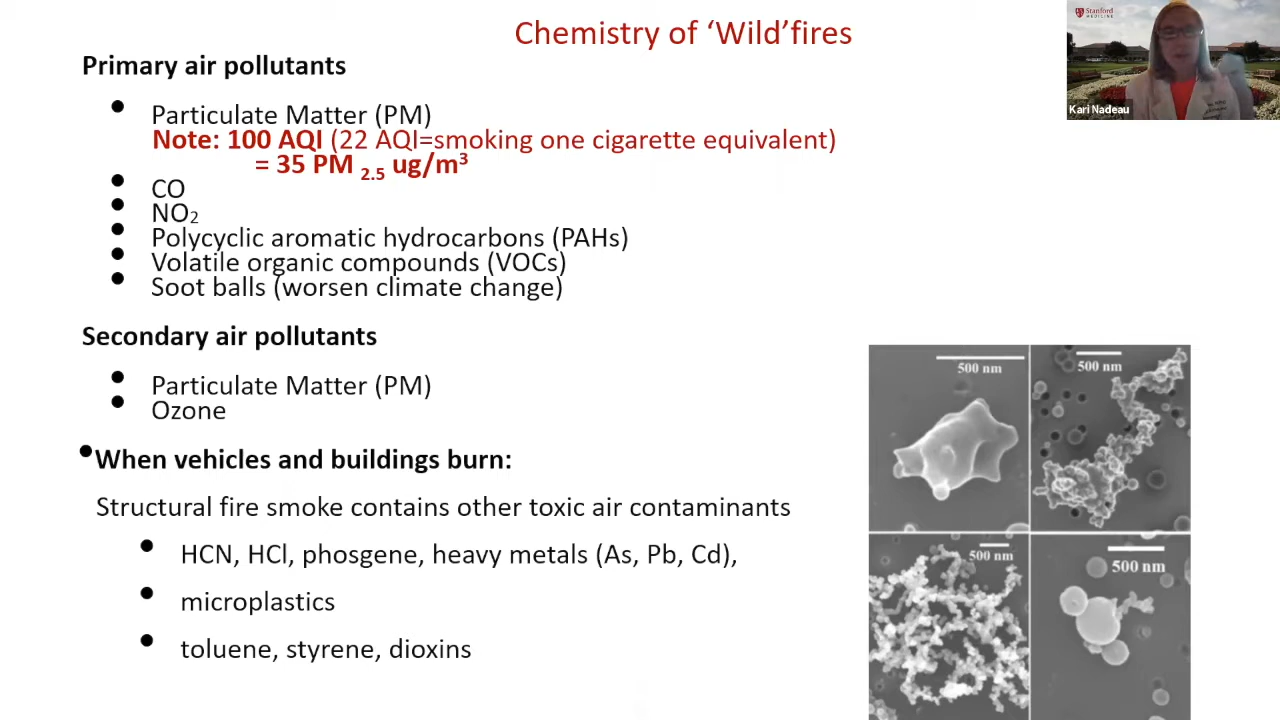 Chemistry of ‘Wild’fires
Stanford
MEDICINE
Kari Nadeau
Primary air pollutants
• Particulate Matter (PM)
Note: 100 AQI (22 AQI=smoking one cigarette equivalent)
= 35 PM 2.5 ug/m³
• CO
• NO₂
• Polycyclic aromatic hydrocarbons (PAHs)
• Volatile organic compounds (VOCs)
• Soot balls (worsen climate change)
Secondary air pollutants
• Particulate Matter (PM)
• Ozone
• When vehicles and buildings burn:
Structural fire smoke contains other toxic air contaminants
• HCN, HCl, phosgene, heavy metals (As, Pb, Cd),
• microplastics
• toluene, styrene, dioxins
500 nm
500 nm
500 nm
500 nm